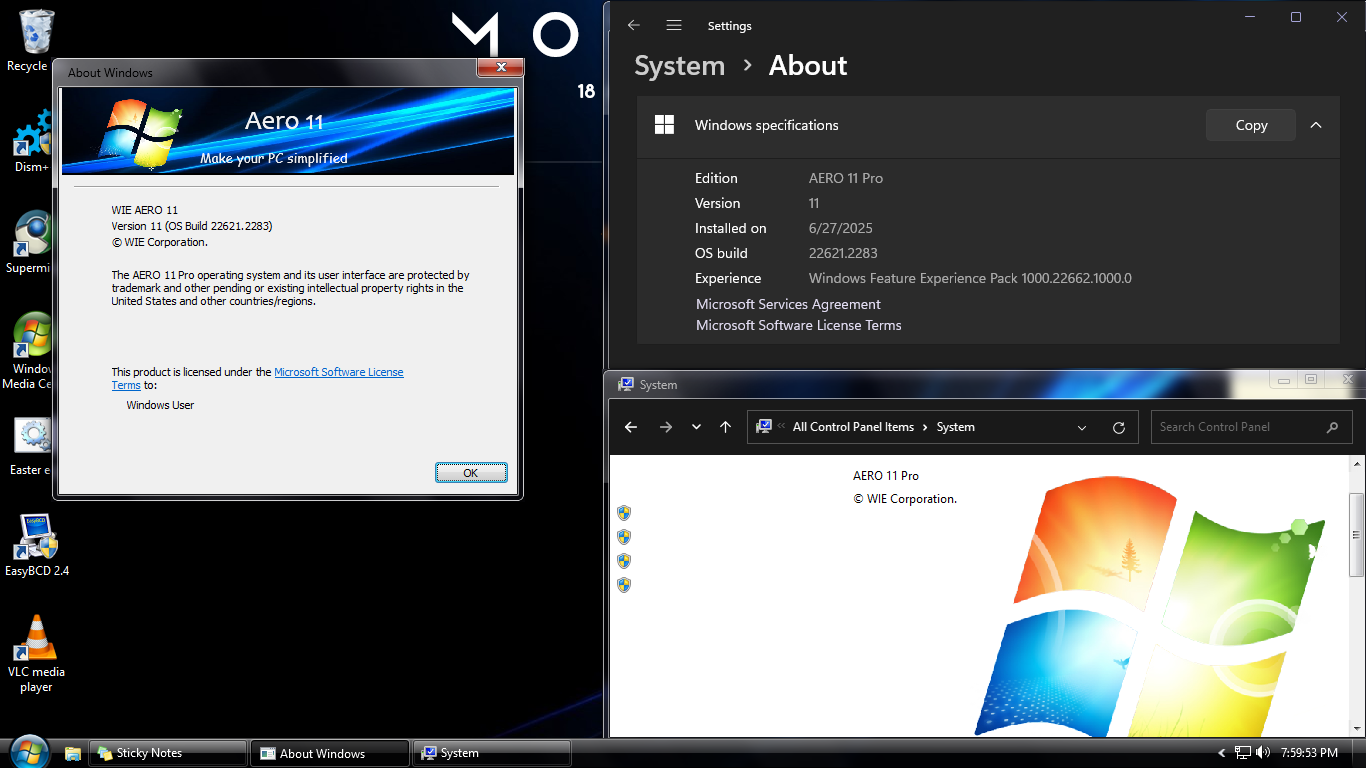 Recycle
Dism+
Supermi
Windo
Media Ce
Easter e
EasyBCD 2.4
VLC media
player
MO
18
About Windows
Aero 11
Make your PC simplified
WIE AERO 11
Version 11 (OS Build 22621.2283)
© WIE Corporation.
The AERO 11 Pro operating system and its user interface are protected by
trademark and other pending or existing intellectual property rights in the
United States and other countries/regions.
This product is licensed under the Microsoft Software License
Terms to:
Windows User
OK
Settings
System › About
Windows specifications
Copy
Edition AERO 11 Pro
Version 11
Installed on 6/27/2025
OS build 22621.2283
Experience Windows Feature Experience Pack 1000.22662.1000.0
Microsoft Services Agreement
Microsoft Software License Terms
System
All Control Panel Items › System
Search Control Panel
AERO 11 Pro
© WIE Corporation.
Sticky Notes
About Windows
System
7:59:53 PM